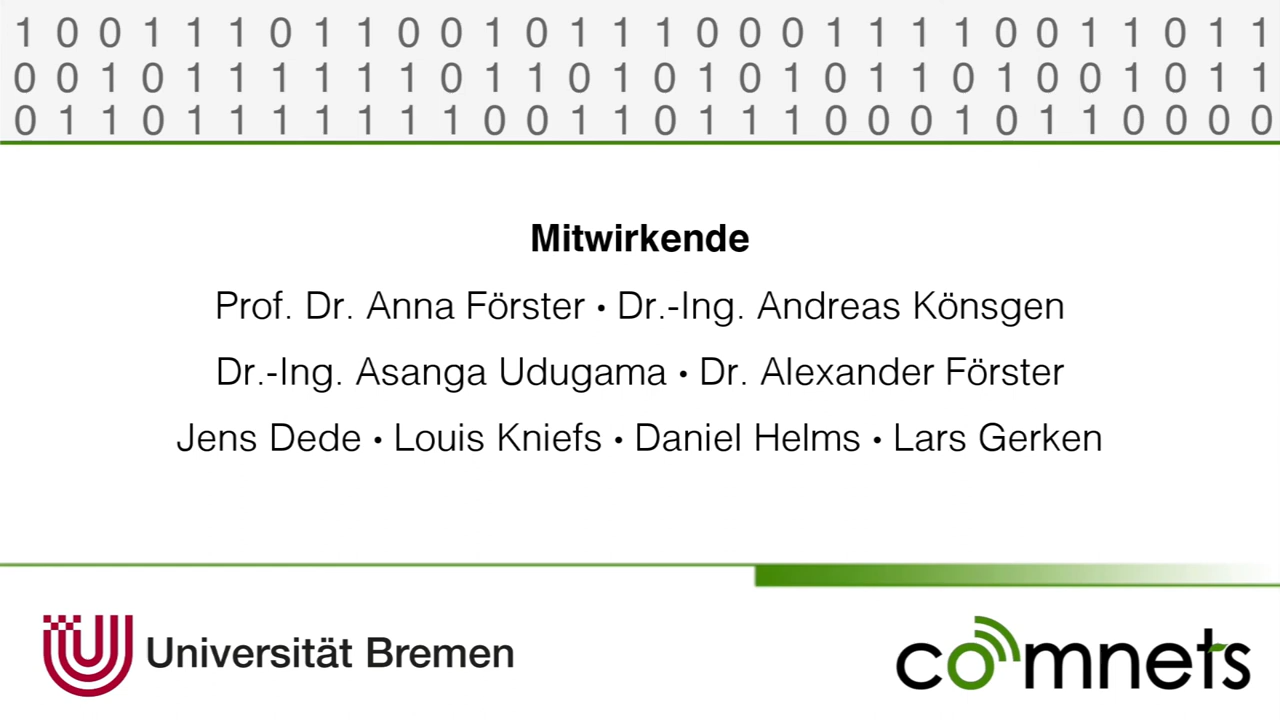 1 0 0 1 1 1 0 1 1 0 0 1 0 1 1 1 0 0 0 1 1 1 1 0 0 1 1 0 1 1
0 0 1 0 1 1 1 1 1 1 0 1 1 0 1 0 1 0 1 0 1 1 0 1 0 0 1 0 1 1
0 1 1 0 1 1 1 1 1 1 1 0 0 1 1 0 1 1 1 0 0 0 1 0 1 1 0 0 0 0
Mitwirkende
Prof. Dr. Anna Förster • Dr.-Ing. Andreas Könsgen
Dr.-Ing. Asanga Udugama • Dr. Alexander Förster
Jens Dede • Louis Kniefs • Daniel Helms • Lars Gerken
Universität Bremen
comnets